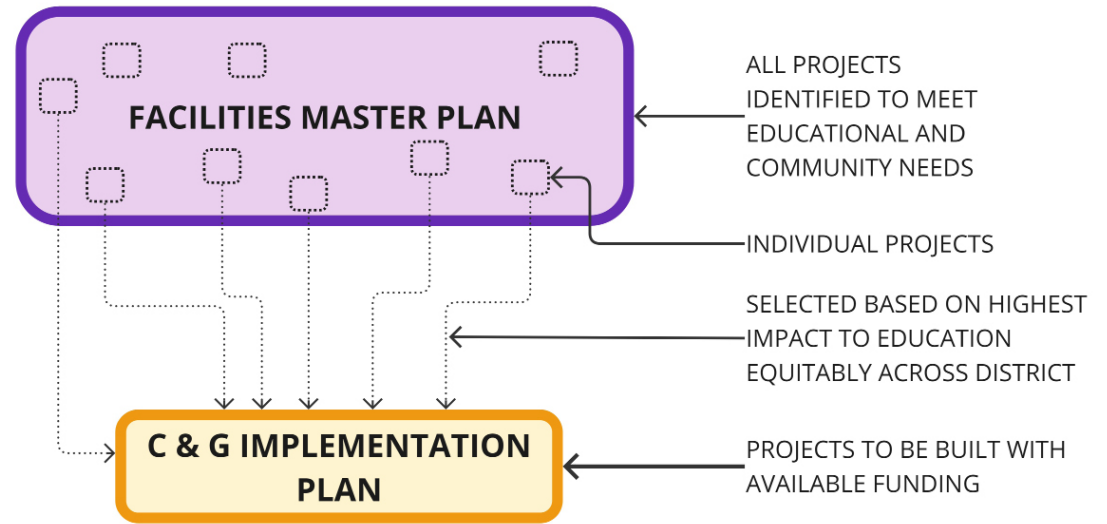 ALL PROJECTS
IDENTIFIED TO MEET
EDUCATIONAL AND
COMMUNITY NEEDS
FACILITIES MASTER PLAN
INDIVIDUAL PROJECTS
SELECTED BASED ON HIGHEST
IMPACT TO EDUCATION
EQUITABLY ACROSS DISTRICT
C & G IMPLEMENTATION
PLAN
PROJECTS TO BE BUILT WITH
AVAILABLE FUNDING